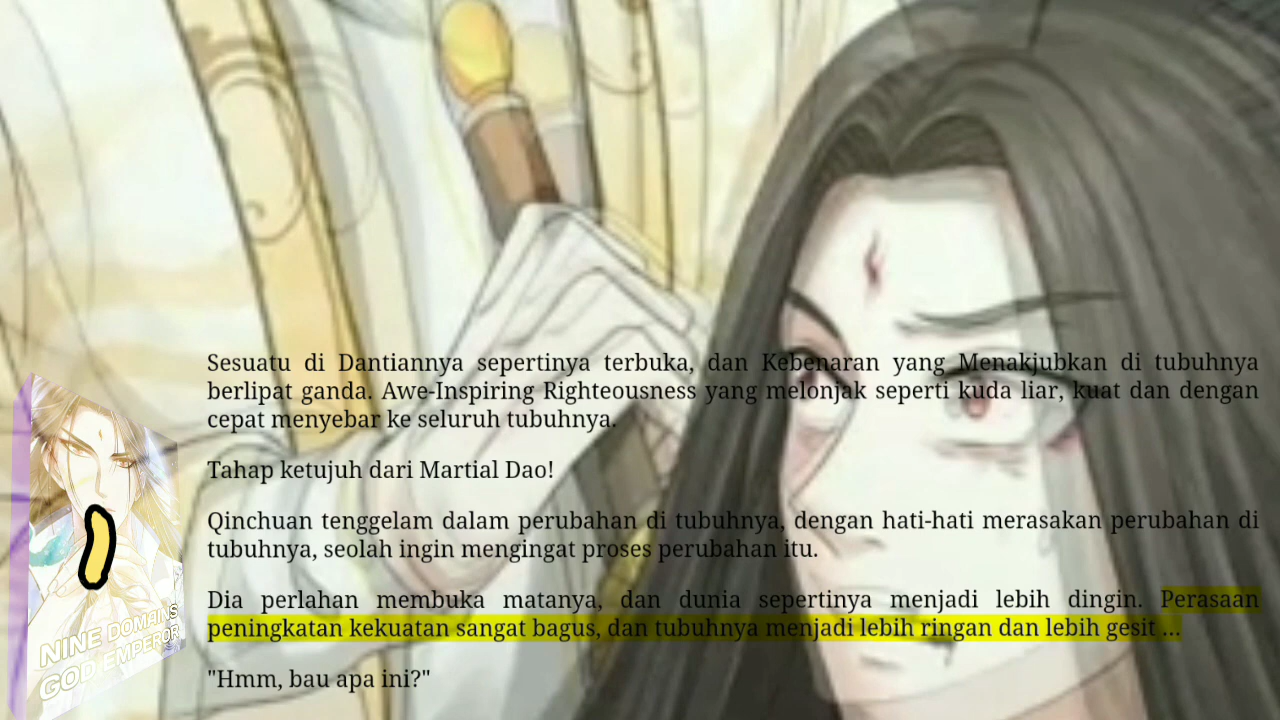 Sesuatu di Dantiannya sepertinya terbuka, dan Kebenaran yang Menakjubkan di tubuhnya
berlipat ganda. Awe-Inspiring Righteousness yang melonjak seperti kuda liar, kuat dan dengan
cepat menyebar ke seluruh tubuhnya.
Tahap ketujuh dari Martial Dao!
Qinchuan tenggelam dalam perubahan di tubuhnya, dengan hati-hati merasakan perubahan di
tubuhnya, seolah ingin mengingat proses perubahan itu.
Dia perlahan membuka matanya, dan dunia sepertinya menjadi lebih dingin. Perasaan
peningkatan kekuatan sangat bagus, dan tubuhnya menjadi lebih ringan dan lebih gesit ...
"Hmm, bau apa ini?"
1
NINE DOMAINS
GOD EMPEROR